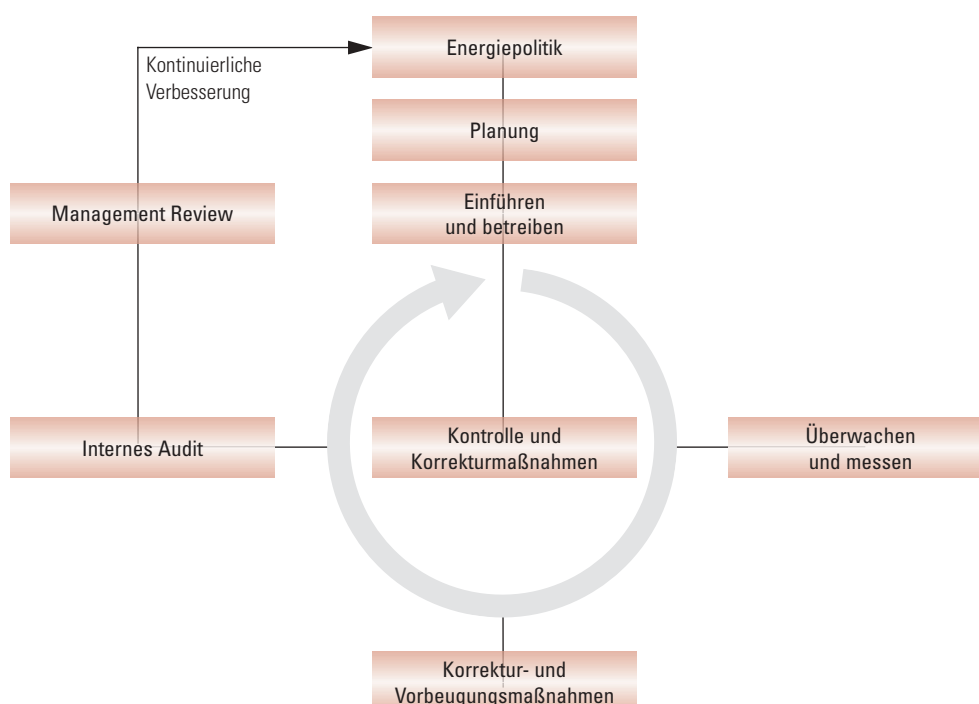 Energiepolitik
Kontinuierliche
Verbesserung
Planung
Management Review
Einführen
und betreiben
Internes Audit
Kontrolle und
Korrekturmaßnahmen
Überwachen
und messen
Korrektur- und
Vorbeugungsmaßnahmen